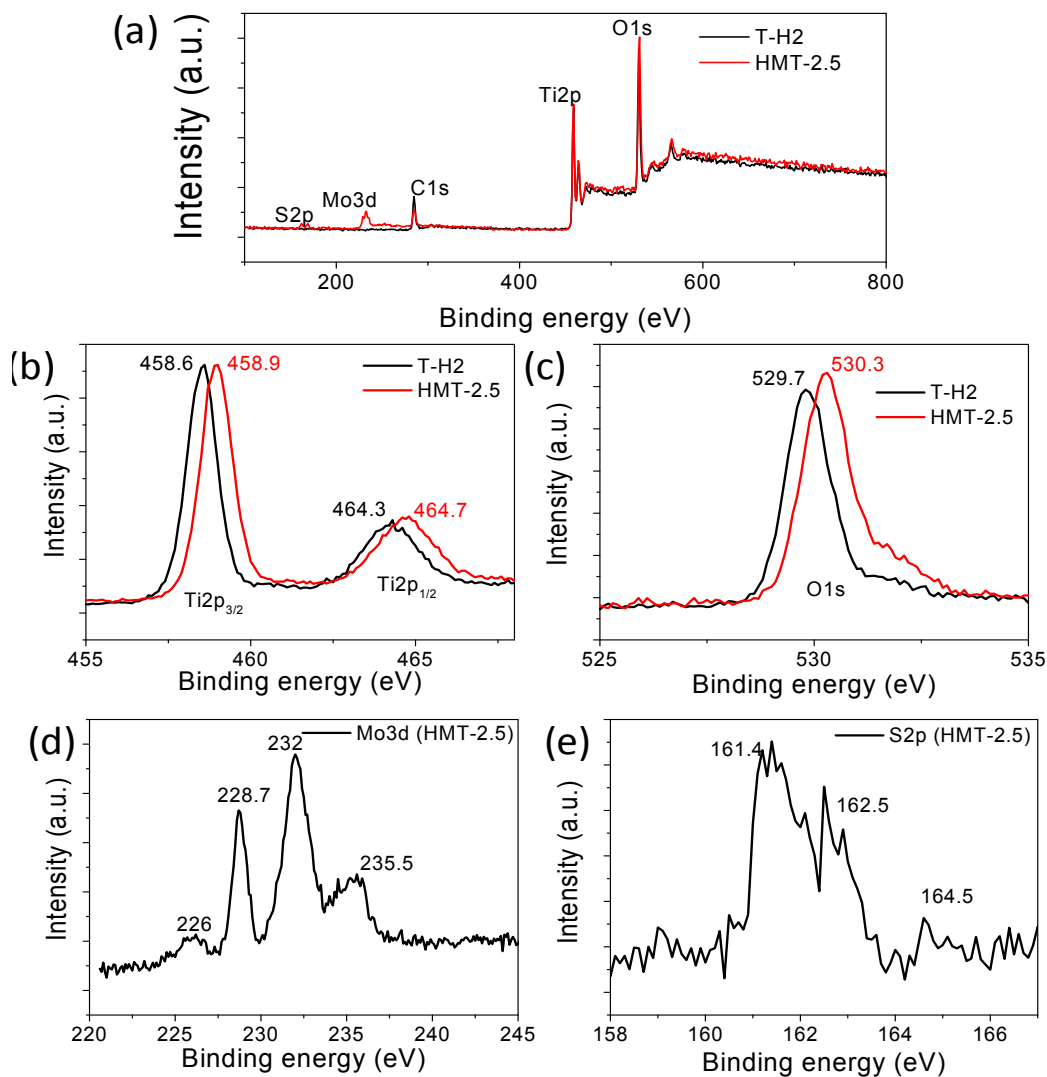 (a)
Intensity (a.u.)
O1s
T-H2
HMT-2.5
Ti2p
S2p
Mo3d
C1s
200
400
600
800
Binding energy (eV)
(b)
Intensity (a.u.)
458.6
458.9
T-H2
HMT-2.5
464.3
464.7
Ti2p3/2
Ti2p1/2
455
460
465
Binding energy (eV)
(c)
Intensity (a.u.)
529.7
530.3
T-H2
HMT-2.5
O1s
525
530
535
Binding energy (eV)
(d)
Intensity (a.u.)
Mo3d (HMT-2.5)
232
228.7
235.5
226
220
225
230
235
240
245
Binding energy (eV)
(e)
Intensity (a.u.)
S2p (HMT-2.5)
161.4
162.5
164.5
158
160
162
164
166
Binding energy (eV)